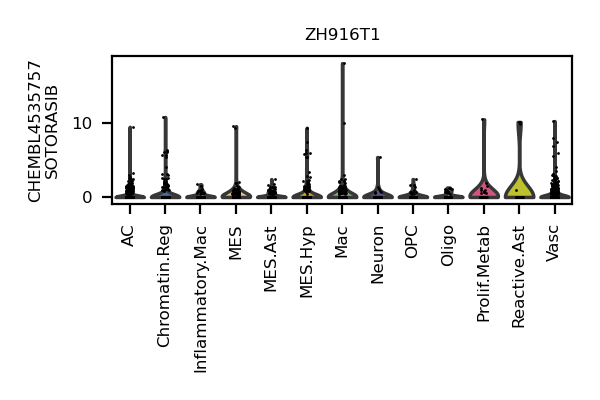 ZH916T1
CHEMBL4535757
SOTORASIB
10
0
AC
Chromatin.Reg
Inflammatory.Mac
MES
MES.Ast
MES.Hyp
Mac
Neuron
OPC
Oligo
Prolif.Metab
Reactive.Ast
Vasc